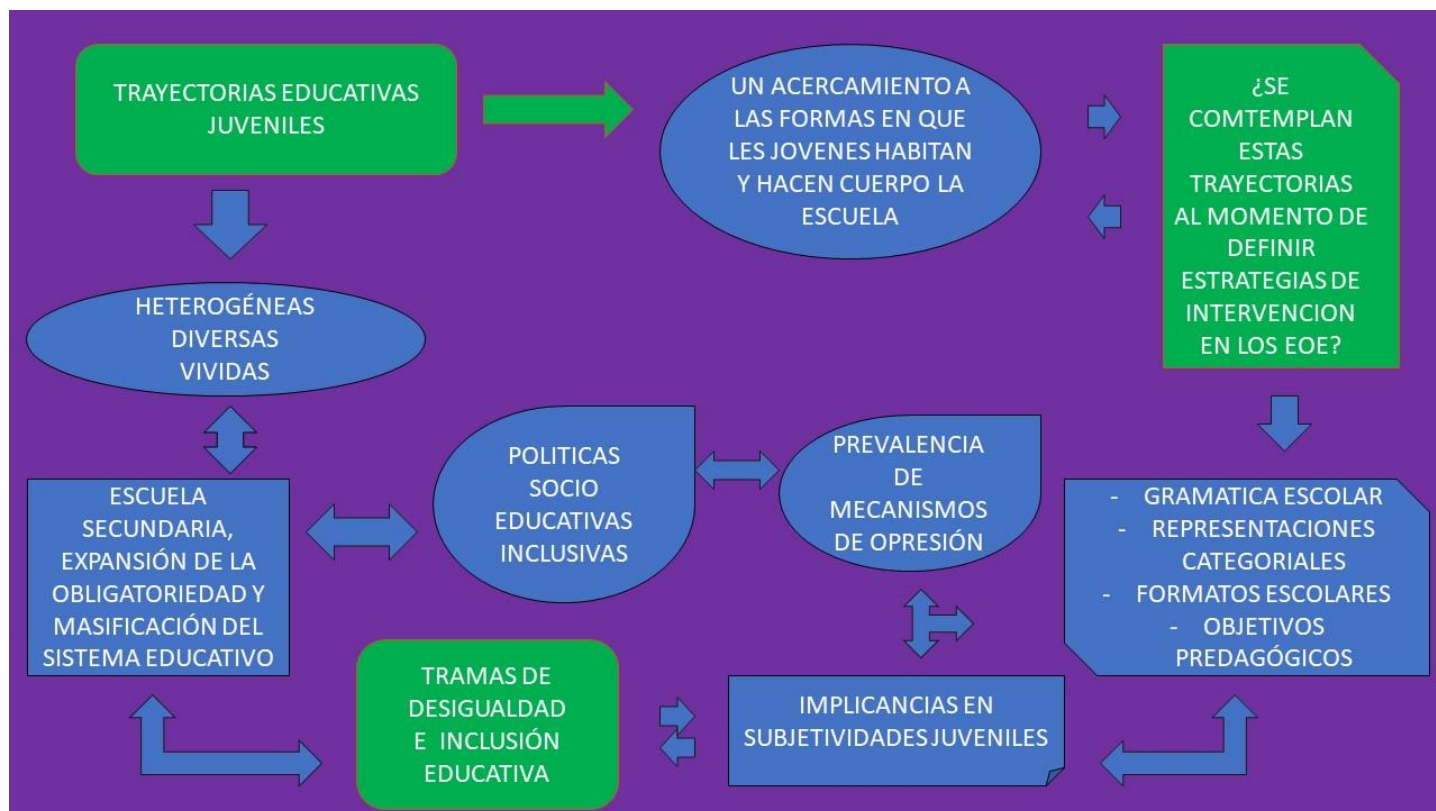 TRAYECTORIAS EDUCATIVAS
JUVENILES
UN ACERCAMIENTO A
LAS FORMAS EN QUE
LES JOVENES HABITAN
Y HACEN CUERPO LA
ESCUELA
¿SE
COMTEMPLAN
ESTAS
TRAYECTORIAS
AL MOMENTO DE
DEFINIR
ESTRATEGIAS DE
INTERVENCION
EN LOS EOE?
HETEROGÉNEAS
DIVERSAS
VIVIDAS
ESCUELA
SECUNDARIA,
EXPANSIÓN DE LA
OBLIGATORIEDAD Y
MASIFICACIÓN DEL
SISTEMA EDUCATIVO
POLITICAS
SOCIO
EDUCATIVAS
INCLUSIVAS
PREVALENCIA
DE
MECANISMOS
DE OPRESIÓN
- GRAMATICA ESCOLAR
- REPRESENTACIONES
CATEGORIALES
- FORMATOS ESCOLARES
- OBJETIVOS
PREDAGÓGICOS
TRAMAS DE
DESIGUALDAD
E INCLUSIÓN
EDUCATIVA
IMPLICANCIAS EN
SUBJETIVIDADES JUVENILES